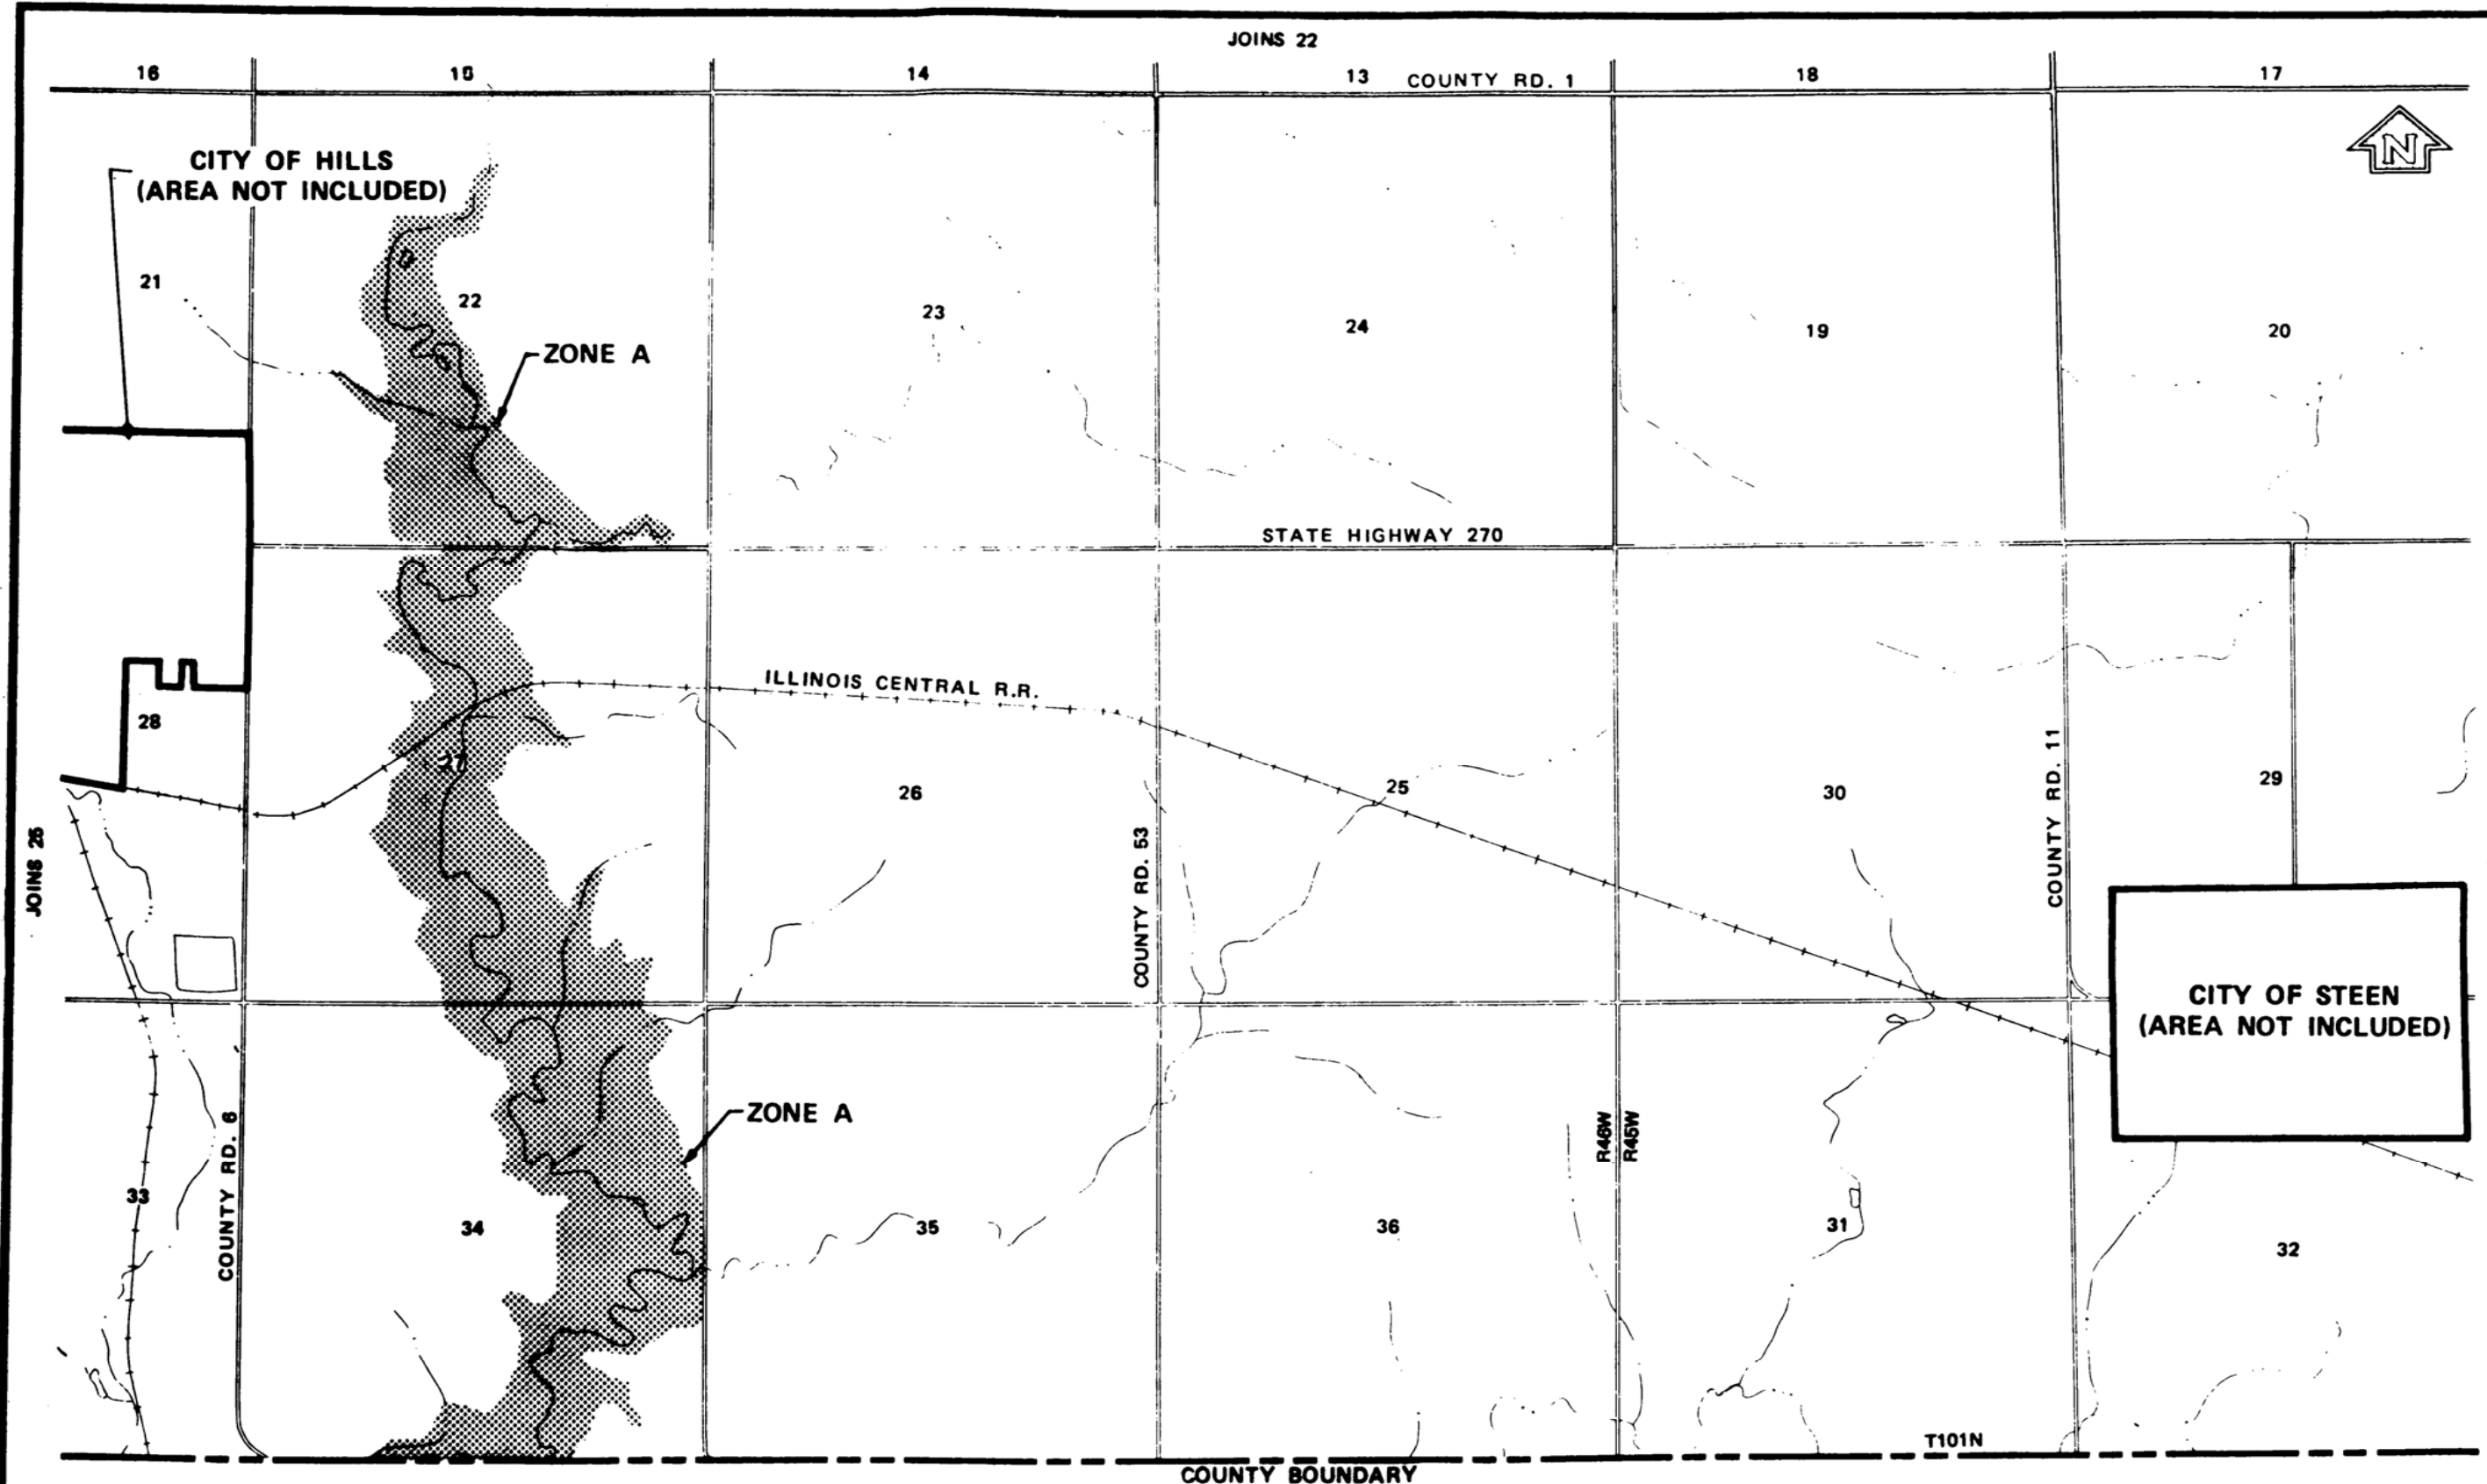 JOINS 22
16
15
14
13
COUNTY RD. 1
18
17
N
CITY OF HILLS
(AREA NOT INCLUDED)
21
22
23
24
19
20
ZONE A
STATE HIGHWAY 270
ILLINOIS CENTRAL R.R.
28
27
26
25
30
29
COUNTY RD. 11
COUNTY RD. 53
JOINS 25
CITY OF STEEN
(AREA NOT INCLUDED)
ZONE A
R46W
R45W
COUNTY RD. 6
33
34
35
36
31
32
T101N
COUNTY BOUNDARY